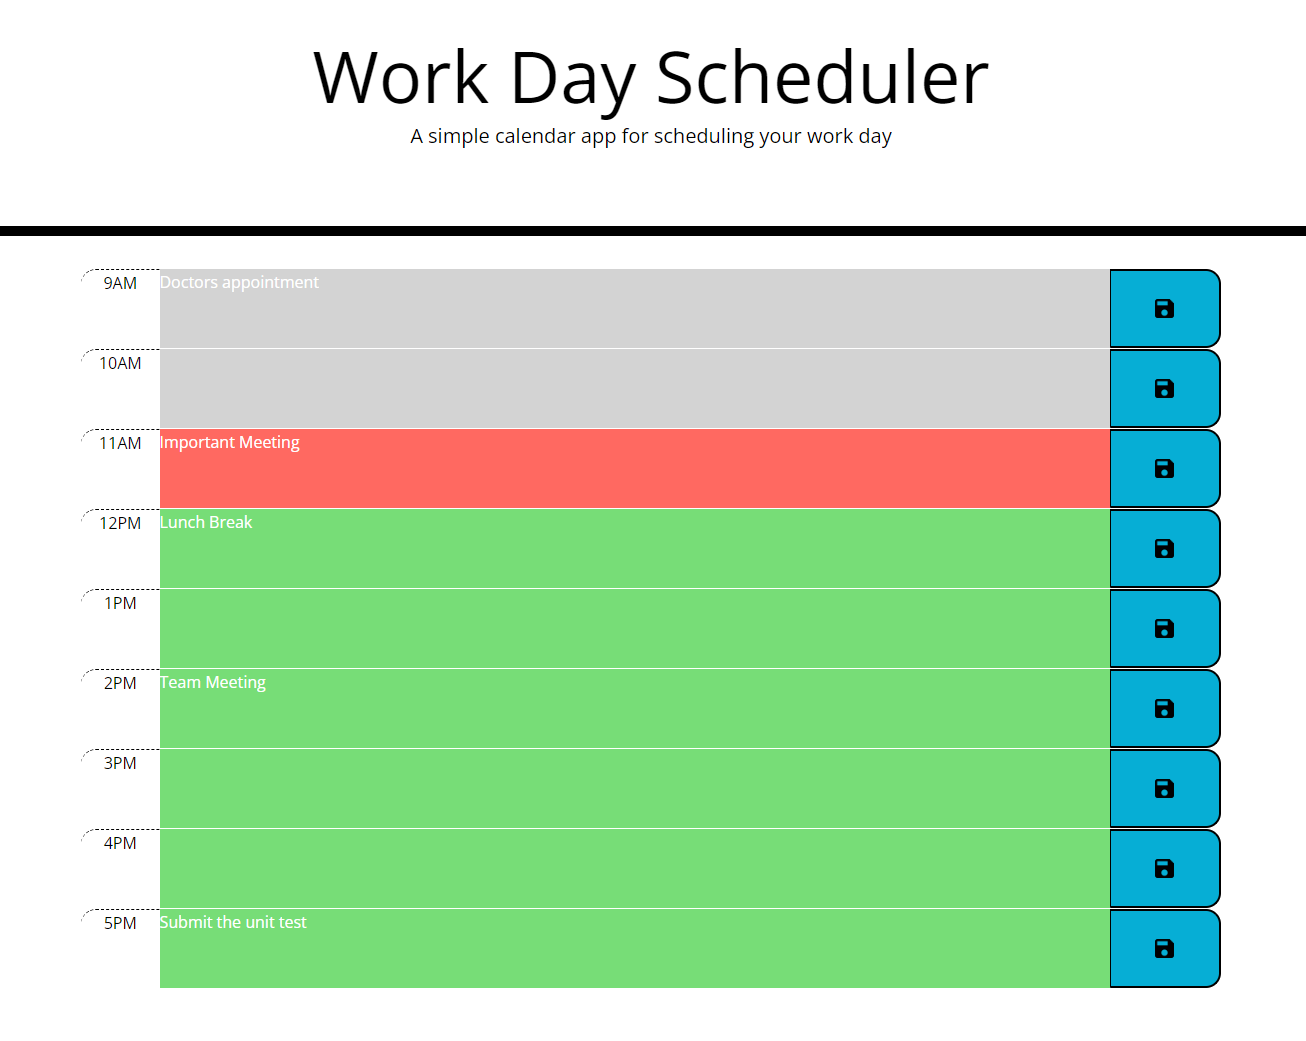 Work Day Scheduler
A simple calendar app for scheduling your work day
9AM Doctors appointment
10AM
11AM Important Meeting
12PM Lunch Break
1PM
2PM Team Meeting
3PM
4PM
5PM Submit the unit test